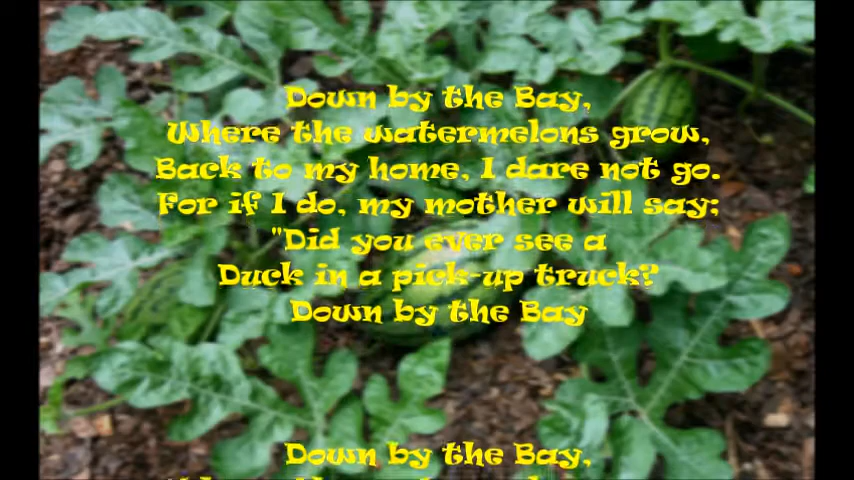 Down by the Bay,
Where the watermelons grow,
Back to my home, I dare not go.
For if I do, my mother will say:
"Did you ever see a
Duck in a pick-up truck?
Down by the Bay
Down by the Bay,